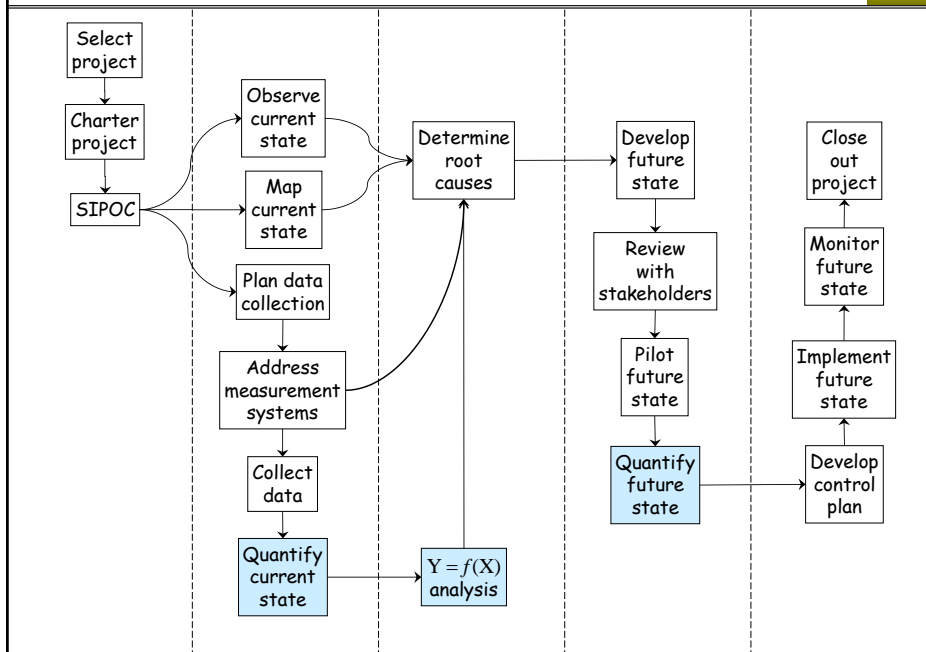 Select
project
Charter
project
SIPOC
Observe
current
state
Map
current
state
Plan data
collection
Address
measurement
systems
Collect
data
Quantify
current
state
Determine
root
causes
Y = f(X)
analysis
Develop
future
state
Review
with
stakeholders
Pilot
future
state
Quantify
future
state
Close
out
project
Monitor
future
state
Implement
future
state
Develop
control
plan